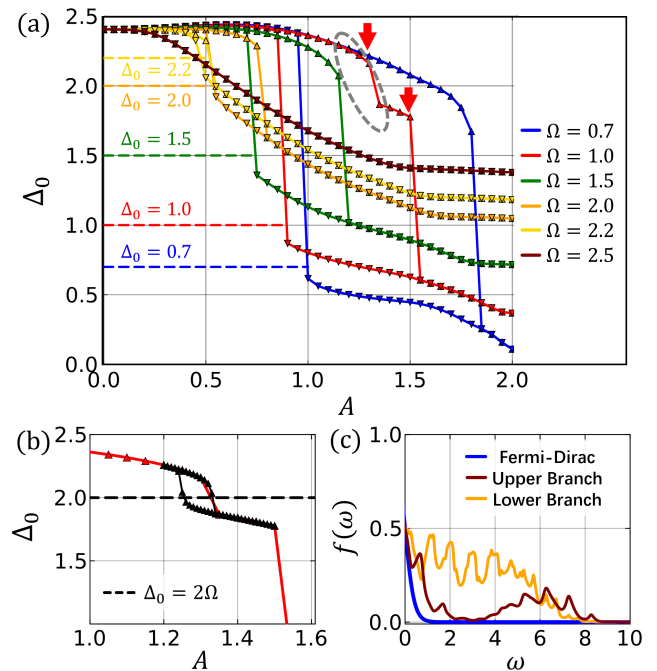 (a)
2.5
2.0
1.5
1.0
0.5
0.0
Δ₀
Δ₀ = 2.2
Δ₀ = 2.0
Δ₀ = 1.5
Δ₀ = 1.0
Δ₀ = 0.7
0.0 0.5 1.0 1.5 2.0
A
Ω = 0.7
Ω = 1.0
Ω = 1.5
Ω = 2.0
Ω = 2.2
Ω = 2.5
(b)
2.5
2.0
1.5
Δ₀
Δ₀ = 2Ω
1.0 1.2 1.4 1.6
A
(c)
1.0
0.5
0.0
f(ω)
Fermi-Dirac
Upper Branch
Lower Branch
0 2 4 6 8 10
ω